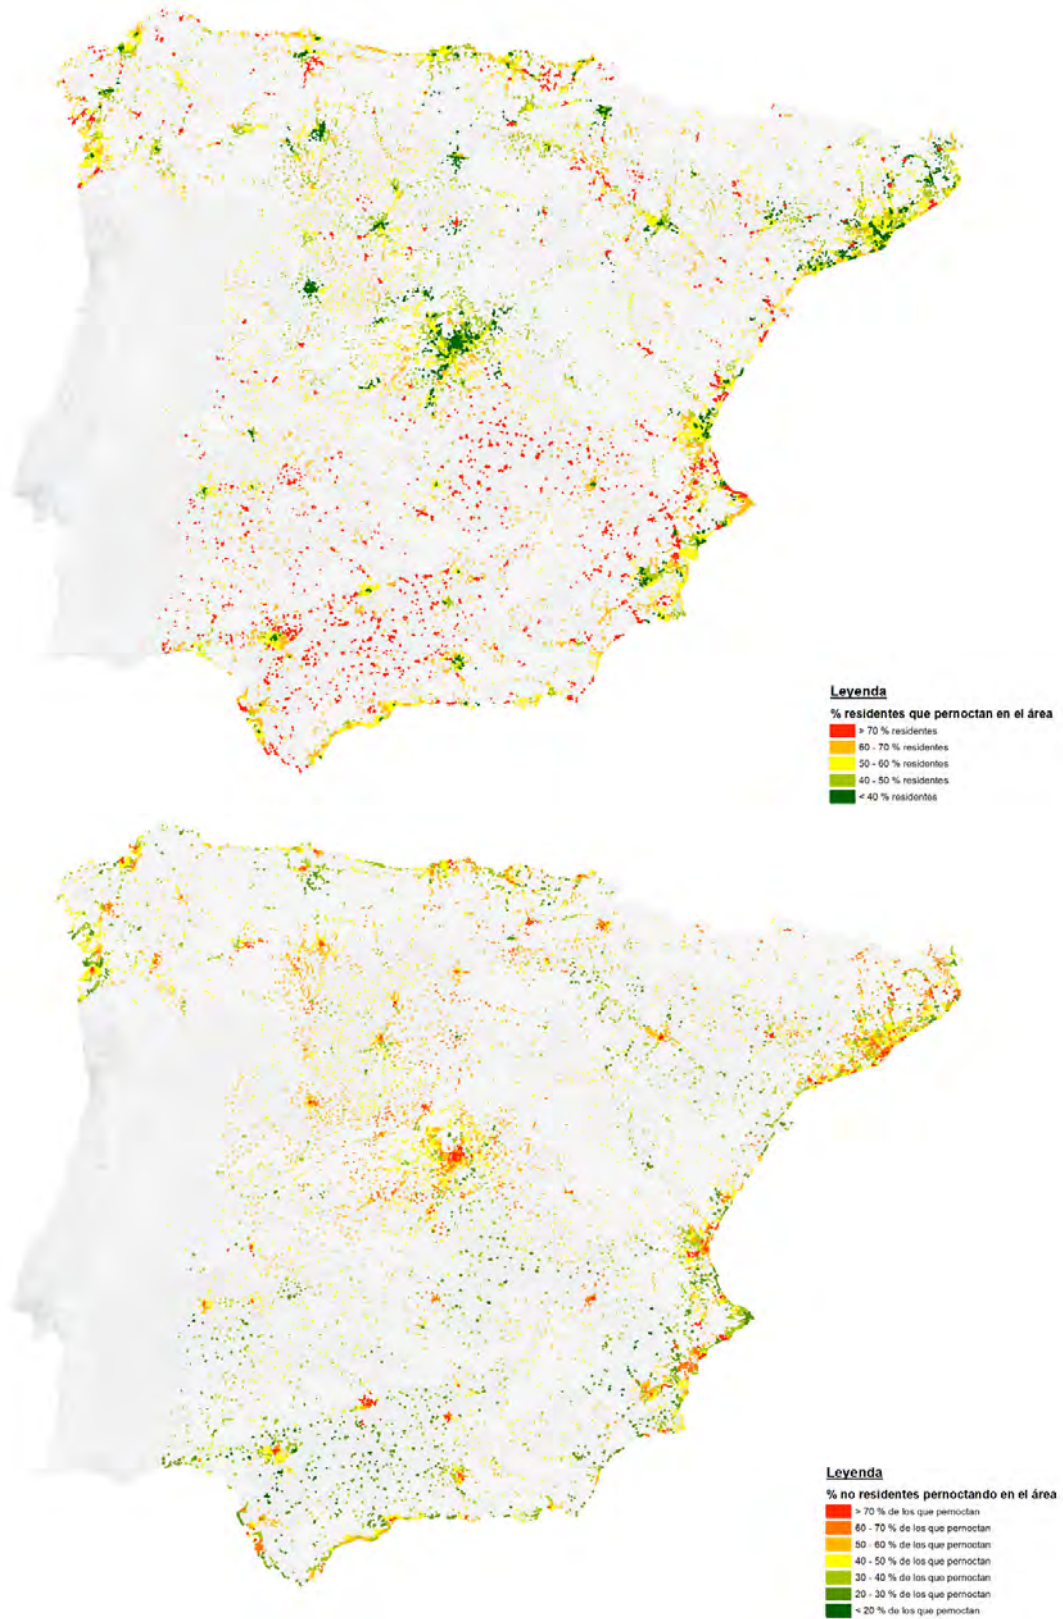 Leyenda
% residentes que pernoctan en el área
> 70 % residentes
60 - 70 % residentes
50 - 60 % residentes
40 - 50 % residentes
< 40 % residentes
Leyenda
% no residentes pernoctando en el área
> 70 % de los que pernoctan
60 - 70 % de los que pernoctan
50 - 60 % de los que pernoctan
40 - 50 % de los que pernoctan
30 - 40 % de los que pernoctan
20 - 30 % de los que pernoctan
< 20 % de los que pernoctan